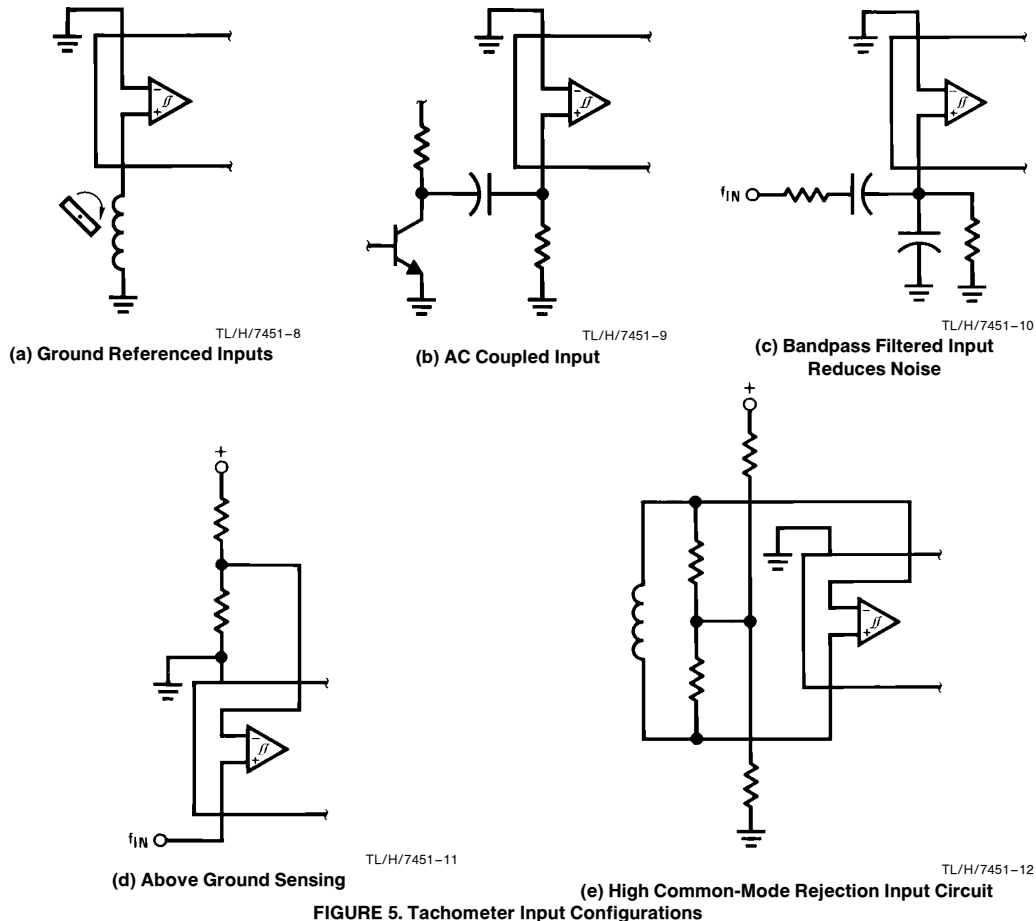 TL/H/7451–8
(a) Ground Referenced Inputs
TL/H/7451–9
(b) AC Coupled Input
fIN
TL/H/7451–10
(c) Bandpass Filtered Input
Reduces Noise
+
fIN
TL/H/7451–11
(d) Above Ground Sensing
+
TL/H/7451–12
(e) High Common-Mode Rejection Input Circuit
FIGURE 5. Tachometer Input Configurations